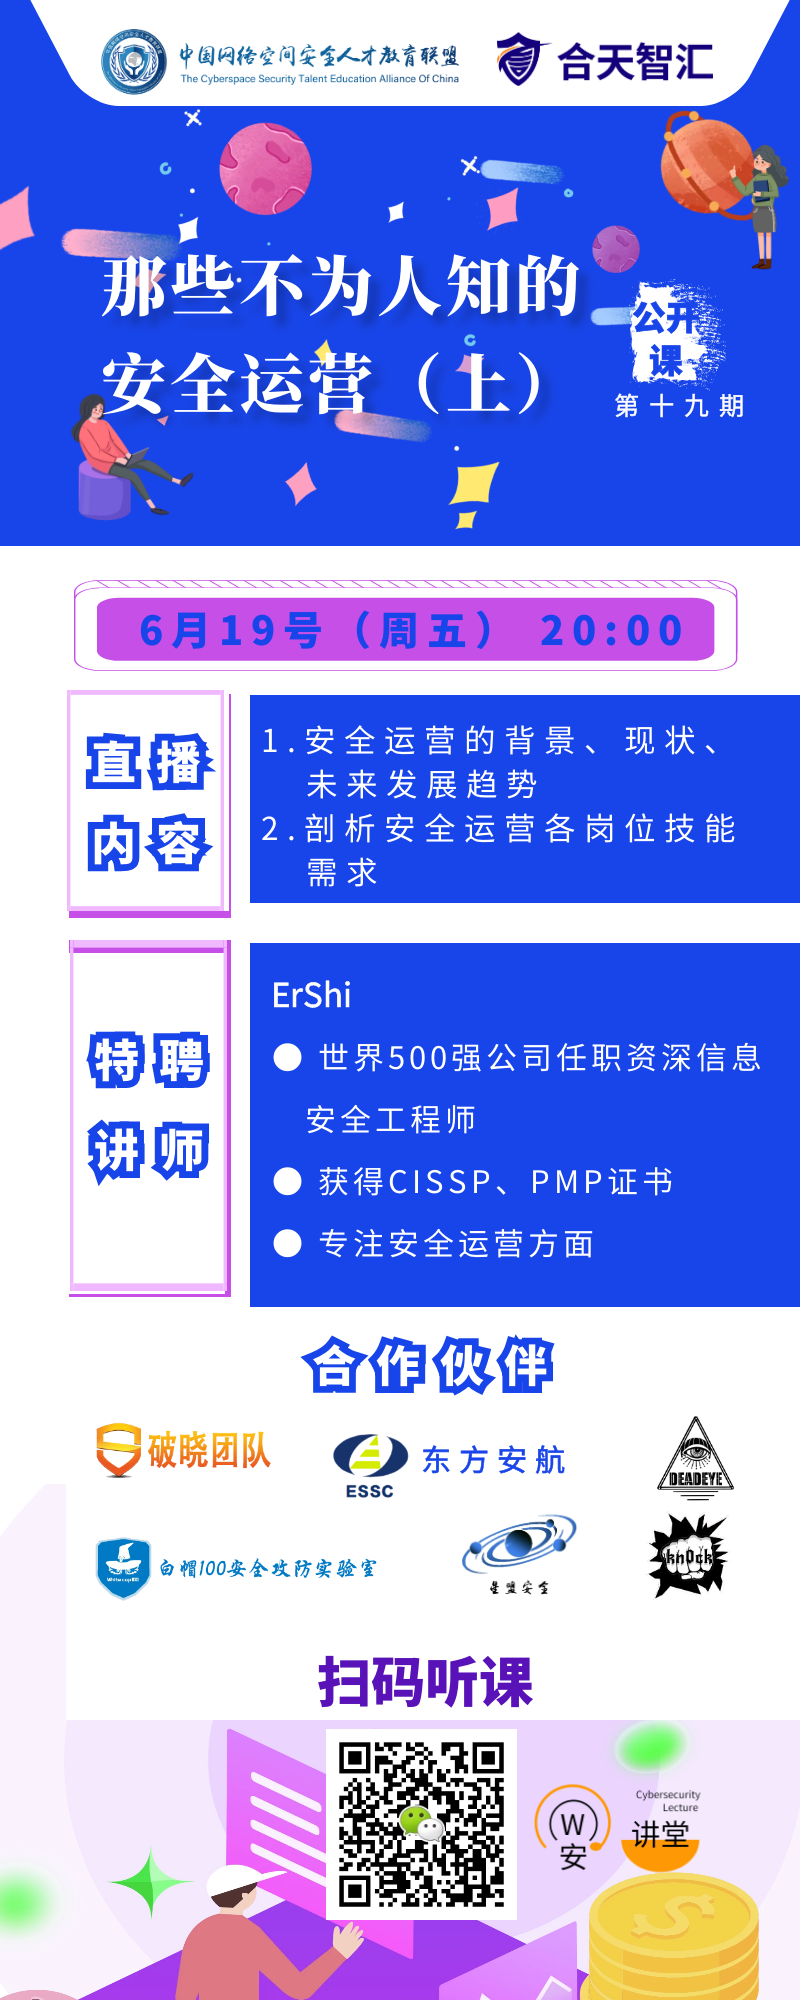 中国网络空间安全人才教育联盟
The Cyberspace Security Talent Education Alliance Of China
合天智汇
那些不为人知的
安全运营（上）
公开
课
第十九期
6月19号（周五） 20:00
直播
内容
1.安全运营的背景、现状、
未来发展趋势
2.剖析安全运营各岗位技能
需求
特聘
讲师
ErShi
● 世界500强公司任职资深信息
安全工程师
● 获得CISSP、PMP证书
● 专注安全运营方面
合作伙伴
破晓团队
ESSC
东方安航
DEADEYE
白帽100安全攻防实验室
星盟安全
kn0ck
扫码听课
W
安
Cybersecurity
Lecture
讲堂